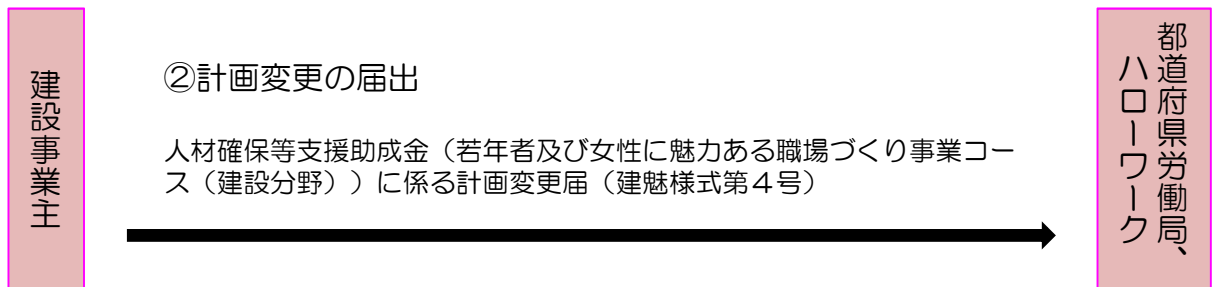 建設事業主
②計画変更の届出
人材確保等支援助成金（若年者及び女性に魅力ある職場づくり事業コー
ス（建設分野））に係る計画変更届（建魅様式第４号）
都道府県労働局、
ハローワーク